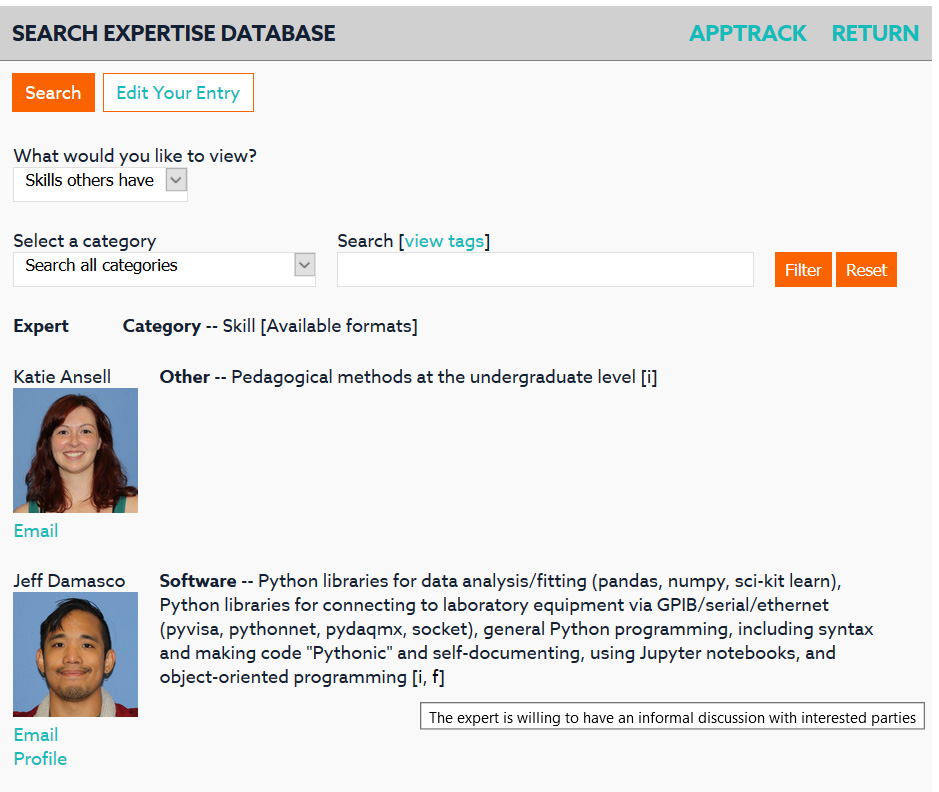 SEARCH EXPERTISE DATABASE APPTRACK RETURN
Search Edit Your Entry
What would you like to view?
Skills others have
Select a category Search [view tags]
Search all categories Filter Reset
Expert Category -- Skill [Available formats]
Katie Ansell Other -- Pedagogical methods at the undergraduate level [i]
Email
Jeff Damasco Software -- Python libraries for data analysis/fitting (pandas, numpy, sci-kit learn),
Python libraries for connecting to laboratory equipment via GPIB/serial/ethernet
(pyvisa, pythonnet, pydaqmx, socket), general Python programming, including syntax
and making code "Pythonic" and self-documenting, using Jupyter notebooks, and
object-oriented programming [i, f]
The expert is willing to have an informal discussion with interested parties
Email
Profile